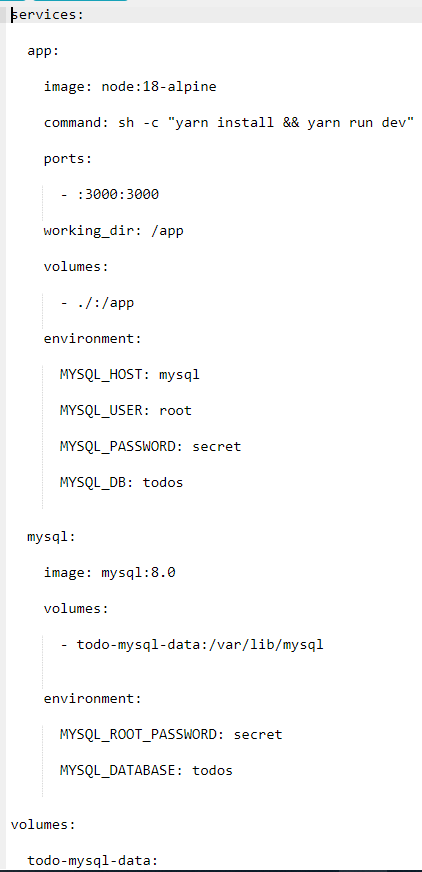 services:
app:
image: node:18-alpine
command: sh -c "yarn install && yarn run dev"
ports:
- :3000:3000
working_dir: /app
volumes:
- ./:/app
environment:
MYSQL_HOST: mysql
MYSQL_USER: root
MYSQL_PASSWORD: secret
MYSQL_DB: todos
mysql:
image: mysql:8.0
volumes:
- todo-mysql-data:/var/lib/mysql
environment:
MYSQL_ROOT_PASSWORD: secret
MYSQL_DATABASE: todos
volumes:
todo-mysql-data: